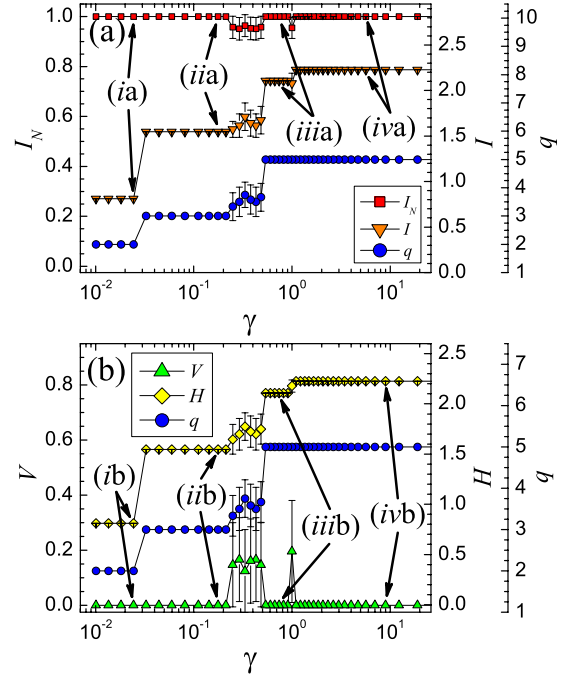 (a)
1.0
0.8
0.6
0.4
0.2
0.0
I_N
(ia)
(iia)
(iiia)
(iva)
I_N
I
q
2.5
2.0
1.5
1.0
0.5
0.0
I
10
9
8
7
6
5
4
3
2
1
q
10^-2 10^-1 10^0 10^1
γ
(b)
V
H
q
0.8
0.6
0.4
0.2
0.0
V
(ib)
(iib)
(iiib)
(ivb)
2.5
2.0
1.5
1.0
0.5
0.0
H
7
6
5
4
3
2
1
q
10^-2 10^-1 10^0 10^1
γ